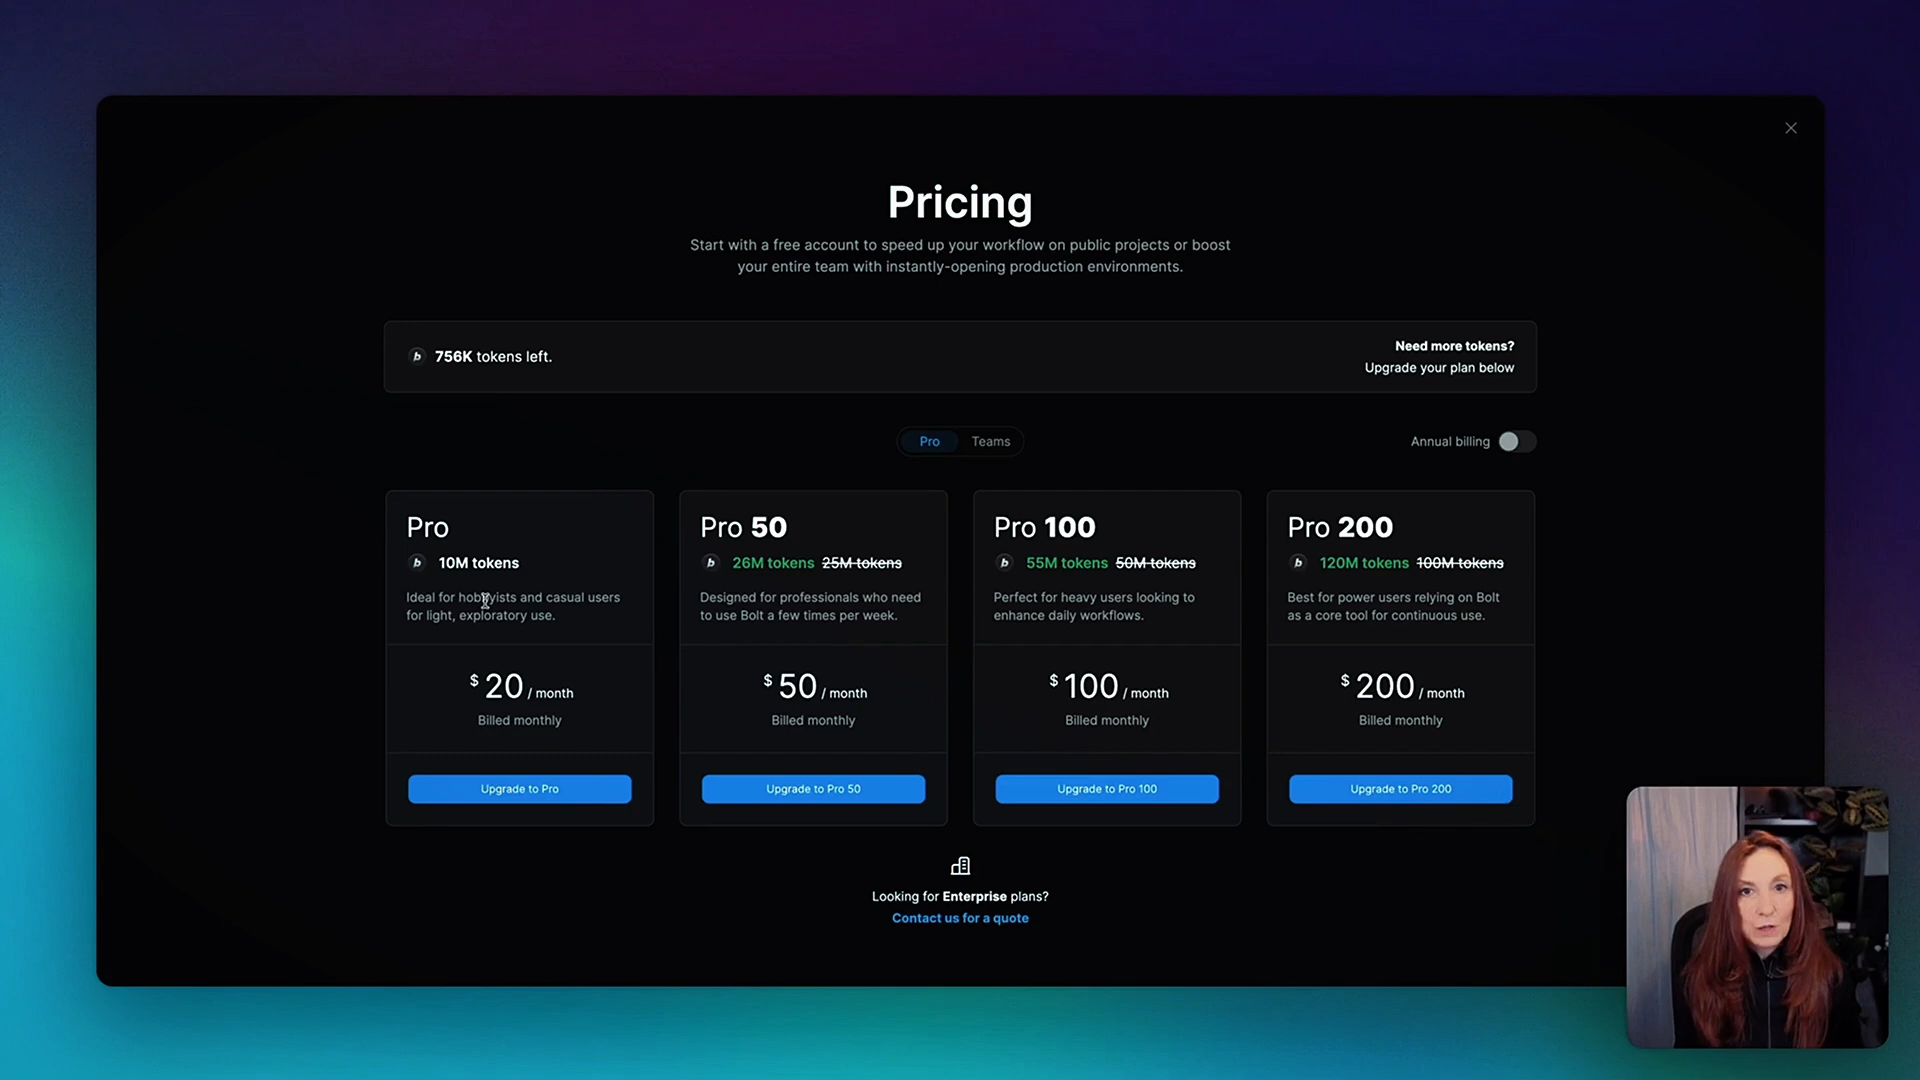 Pricing
Start with a free account to speed up your workflow on public projects or boost
your entire team with instantly-opening production environments.
756K tokens left.
Need more tokens?
Upgrade your plan below
Pro
Teams
Annual billing
Pro
10M tokens
Ideal for hobbyists and casual users
for light, exploratory use.
$ 20 / month
Billed monthly
Upgrade to Pro
Pro 50
26M tokens 25M tokens
Designed for professionals who need
to use Bolt a few times per week.
$ 50 / month
Billed monthly
Upgrade to Pro 50
Pro 100
55M tokens 50M tokens
Perfect for heavy users looking to
enhance daily workflows.
$ 100 / month
Billed monthly
Upgrade to Pro 100
Pro 200
120M tokens 100M tokens
Best for power users relying on Bolt
as a core tool for continuous use.
$ 200 / month
Billed monthly
Upgrade to Pro 200
Looking for Enterprise plans?
Contact us for a quote